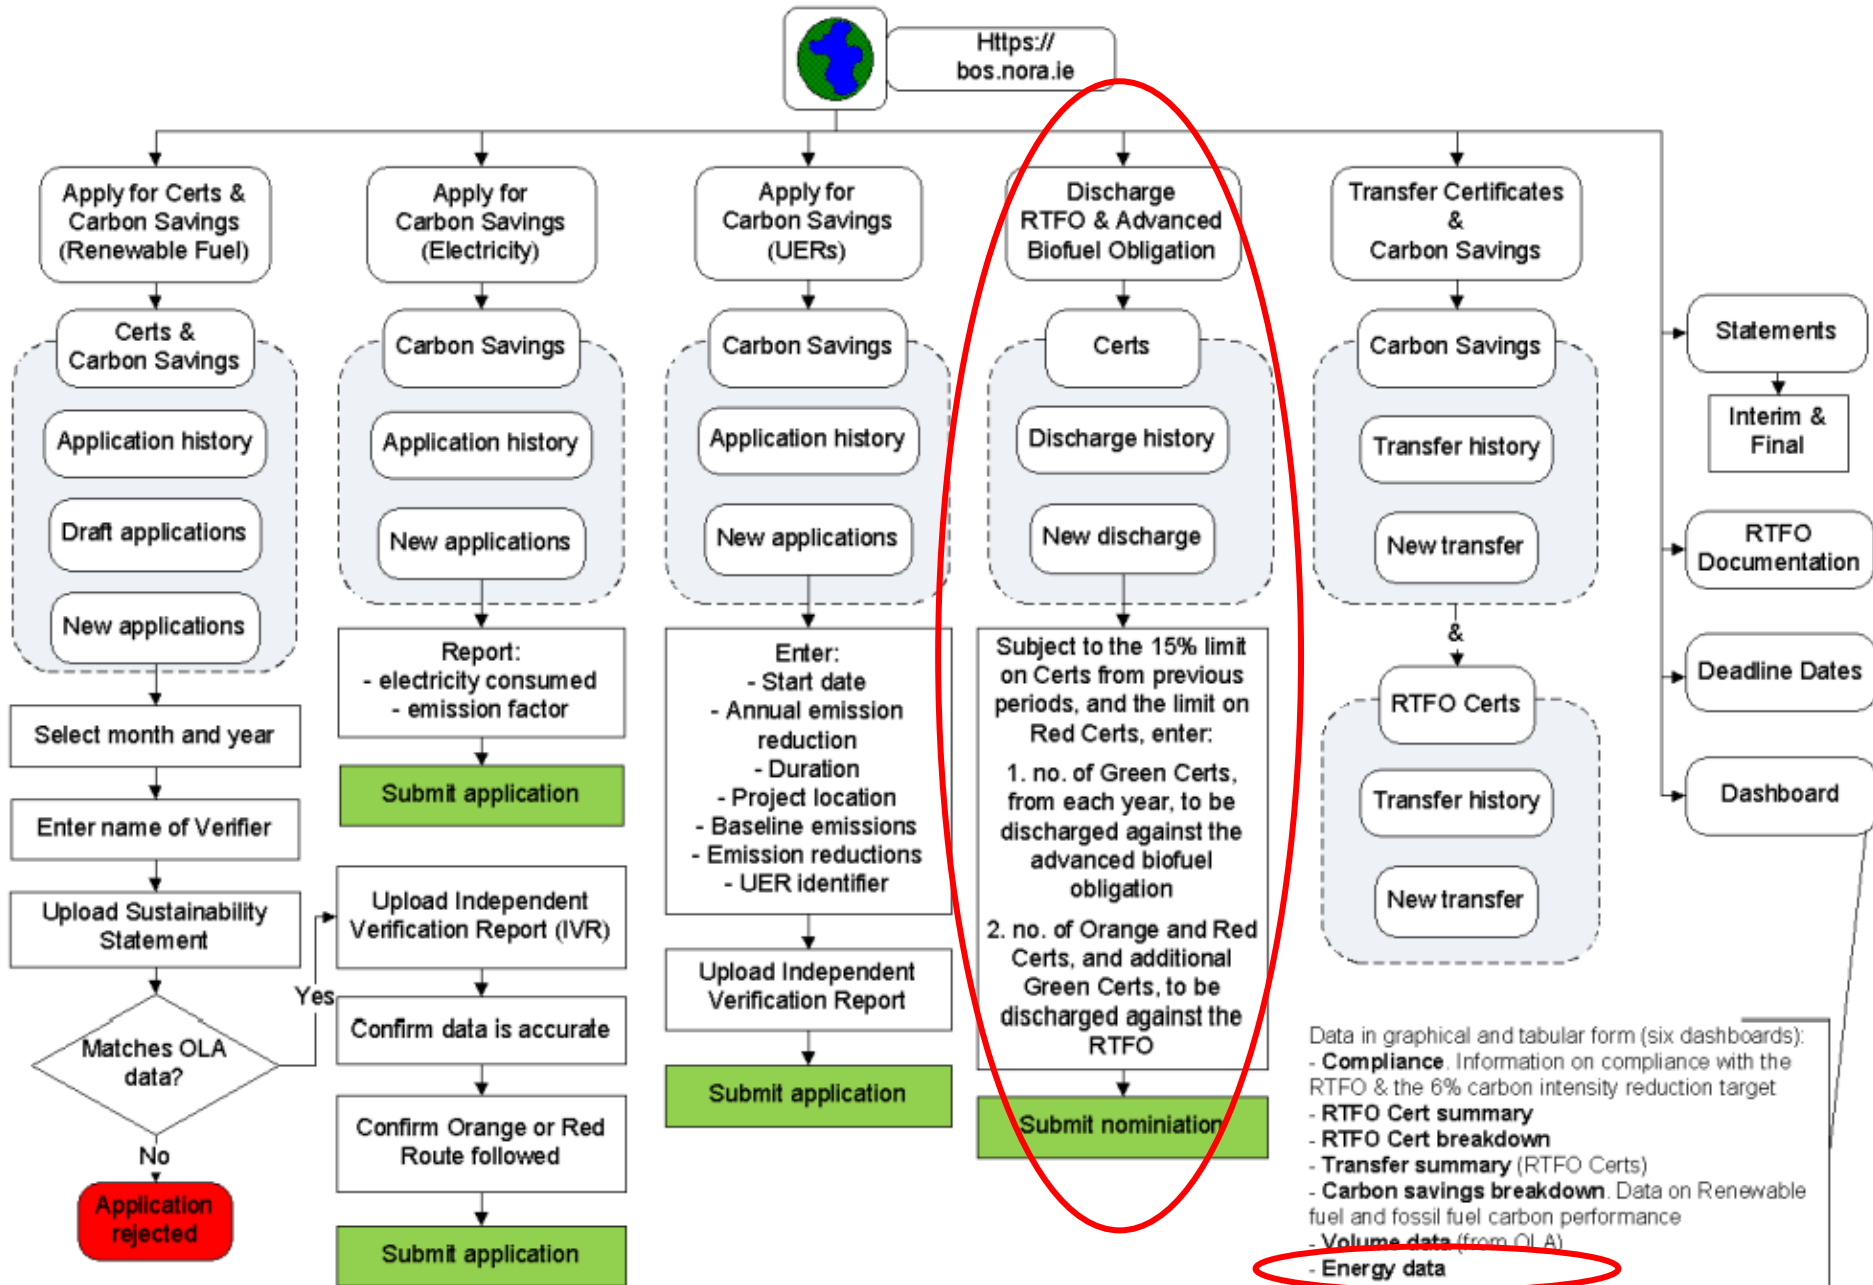 Https://
bos.nora.ie
Apply for Certs &
Carbon Savings
(Renewable Fuel)
Certs &
Carbon Savings
Application history
Draft applications
New applications
Select month and year
Enter name of Verifier
Upload Sustainability
Statement
Matches OLA
data?
Yes
No
Application
rejected
Apply for
Carbon Savings
(Electricity)
Carbon Savings
Application history
New applications
Report:
- electricity consumed
- emission factor
Submit application
Upload Independent
Verification Report (IVR)
Confirm data is accurate
Confirm Orange or Red
Route followed
Submit application
Apply for
Carbon Savings
(UERs)
Carbon Savings
Application history
New applications
Enter:
- Start date
- Annual emission
reduction
- Duration
- Project location
- Baseline emissions
- Emission reductions
- UER identifier
Upload Independent
Verification Report
Submit application
Discharge
RTFO & Advanced
Biofuel Obligation
Certs
Discharge history
New discharge
Subject to the 15% limit
on Certs from previous
periods, and the limit on
Red Certs, enter:
1. no. of Green Certs,
from each year, to be
discharged against the
advanced biofuel
obligation
2. no. of Orange and Red
Certs, and additional
Green Certs, to be
discharged against the
RTFO
Submit nominiation
Transfer Certificates
&
Carbon Savings
Carbon Savings
Transfer history
New transfer
&
RTFO Certs
Transfer history
New transfer
Statements
Interim &
Final
RTFO
Documentation
Deadline Dates
Dashboard
Data in graphical and tabular form (six dashboards):
- Compliance. Information on compliance with the
RTFO & the 6% carbon intensity reduction target
- RTFO Cert summary
- RTFO Cert breakdown
- Transfer summary (RTFO Certs)
- Carbon savings breakdown. Data on Renewable
fuel and fossil fuel carbon performance
- Volume data (from OLA)
- Energy data